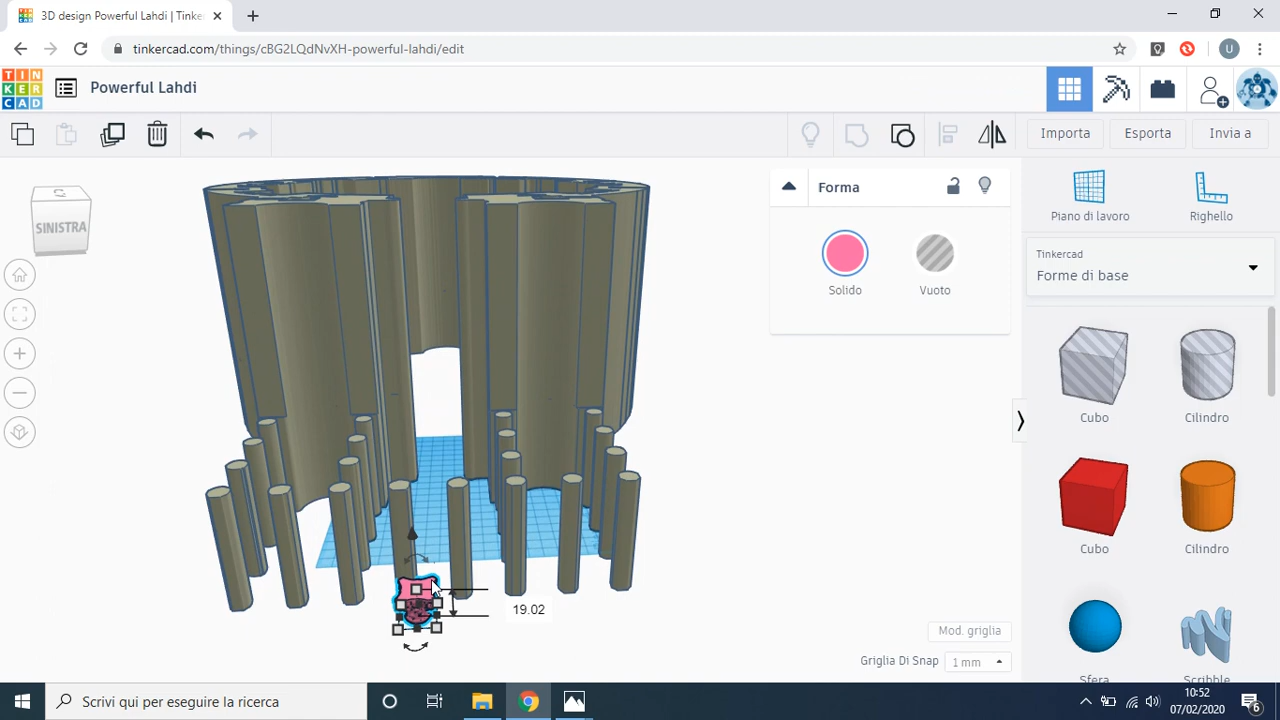 3D design Powerful Lahdi | Tinke
tinkercad.com/things/cBG2LQdNvXH-powerful-lahdi/edit
U
TIN
KER
CAD
Powerful Lahdi
Importa
Esporta
Invia a
SINISTRA
Forma
Solido
Vuoto
Piano di lavoro
Righello
Tinkercad
Forme di base
Cubo
Cilindro
Cubo
Cilindro
Sfera
Scribble
19.02
Mod. griglia
Griglia Di Snap
1 mm
Scrivi qui per eseguire la ricerca
10:52
07/02/2020
6